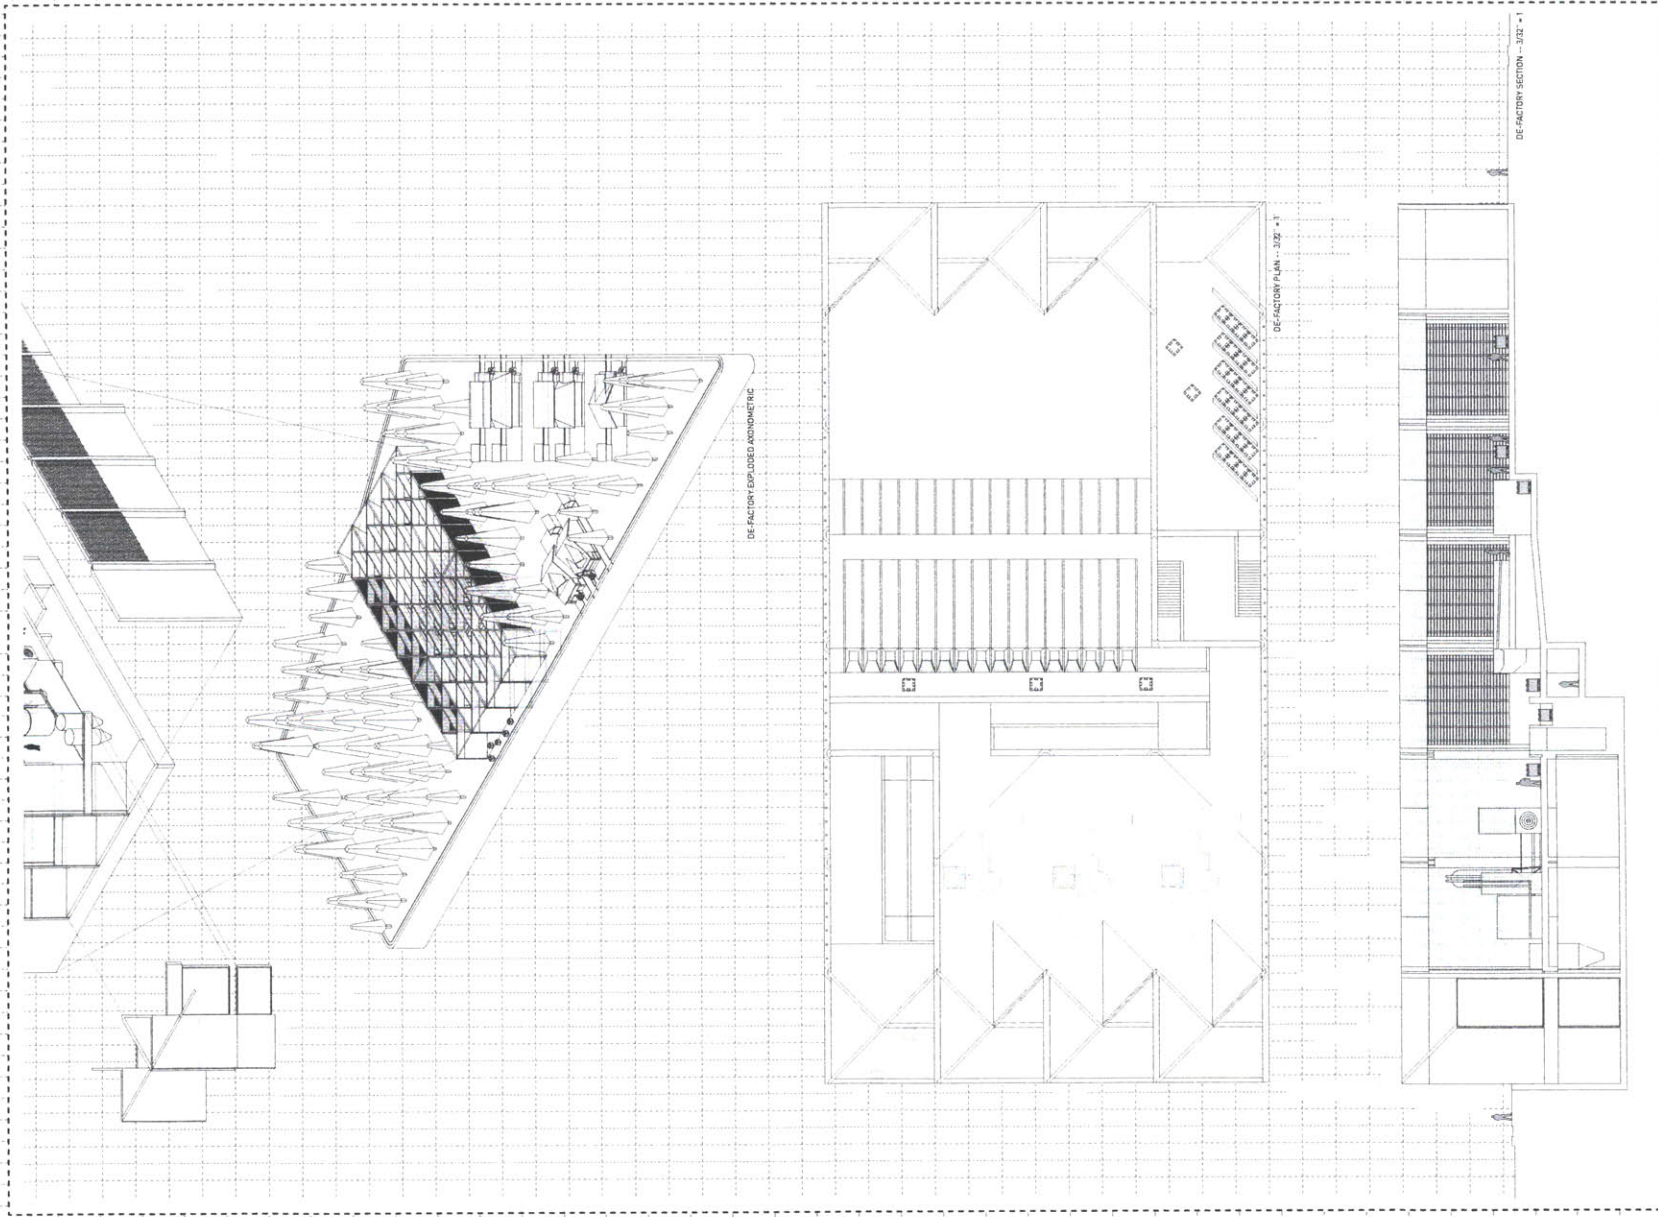 DE-FACTORY EXPLODED AXONOMETRIC
DE-FACTORY PLAN -- 3/32" = 1'
DE-FACTORY SECTION -- 3/32" = 1